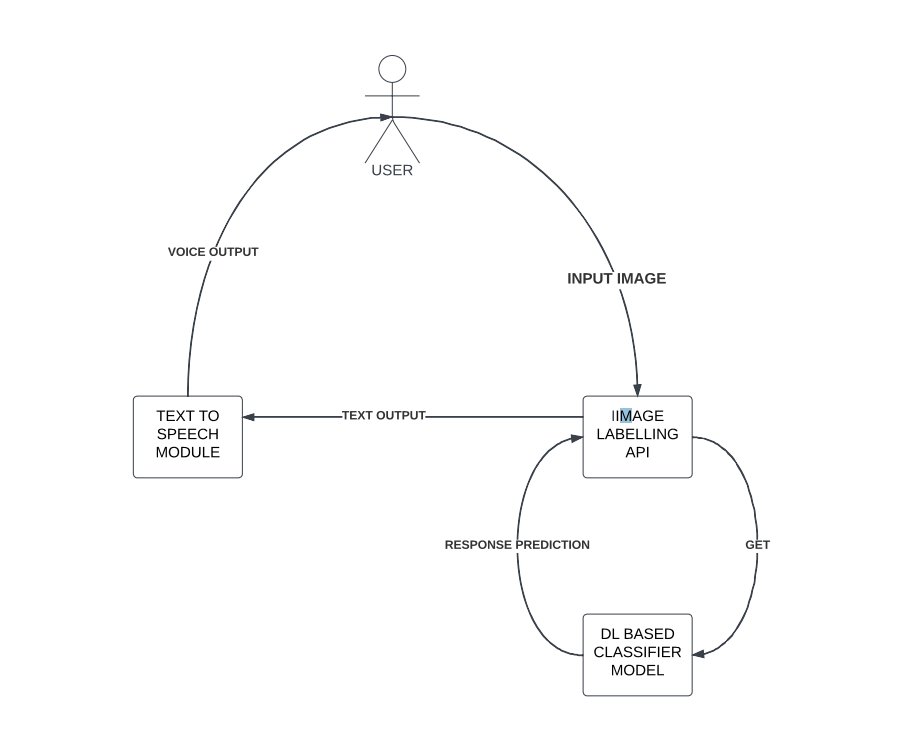 USER
VOICE OUTPUT
INPUT IMAGE
TEXT TO
SPEECH
MODULE
TEXT OUTPUT
IIMAGE
LABELLING
API
RESPONSE PREDICTION
GET
DL BASED
CLASSIFIER
MODEL